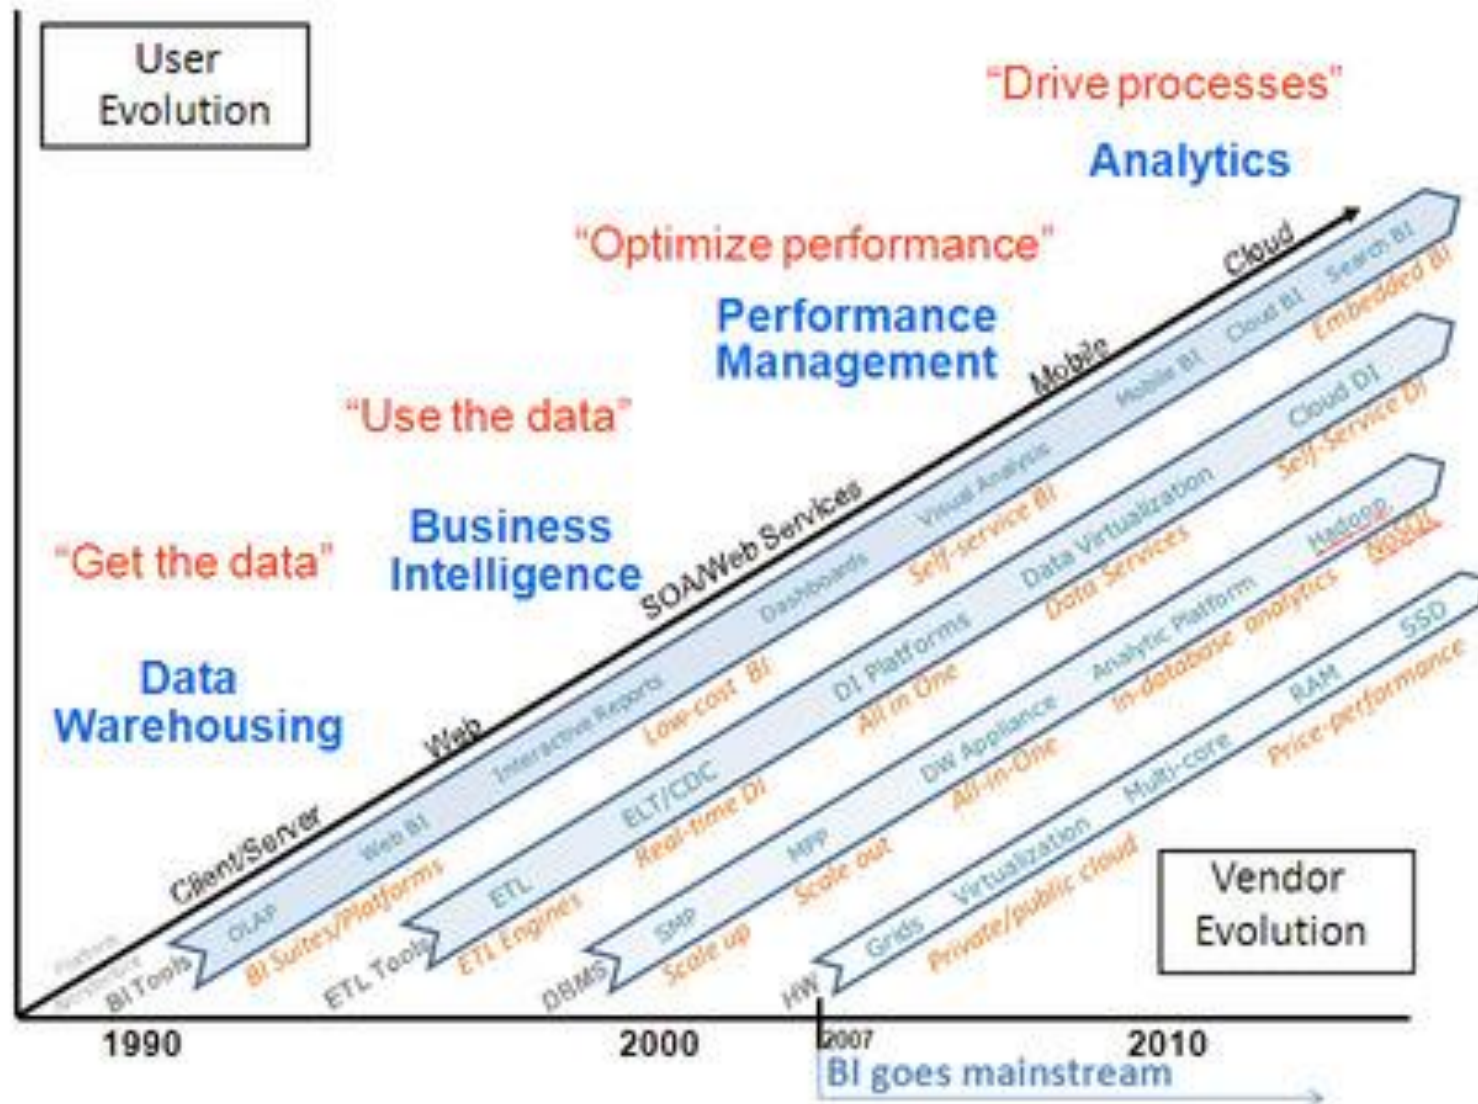 User
Evolution
“Drive processes”
Analytics
“Optimize performance”
Performance
Management
“Use the data”
Business
Intelligence
“Get the data”
Data
Warehousing
Client/Server
Web
SOA/Web Services
Mobile
Cloud
Platform
BI Tools
OLAP
Web BI
Interactive Reports
Dashboards
Visual Analysis
Mobile BI
Cloud BI
Search BI
BI Suites/Platforms
Low-cost BI
Self-service BI
Embedded BI
ETL Tools
ETL
ELT/CDC
DI Platforms
Data Virtualization
Cloud DI
ETL Engines
Real-time DI
All in One
Data Services
Self-Service DI
DBMS
SMP
MPP
DW Appliance
Analytic Platform
Hadoop
Scale up
Scale out
All-in-One
In-database analytics
NoSQL
HW
Grids
Virtualization
Multi-core
RAM
SSD
Private/public cloud
Price-performance
Vendor
Evolution
1990
2000
2007
2010
BI goes mainstream